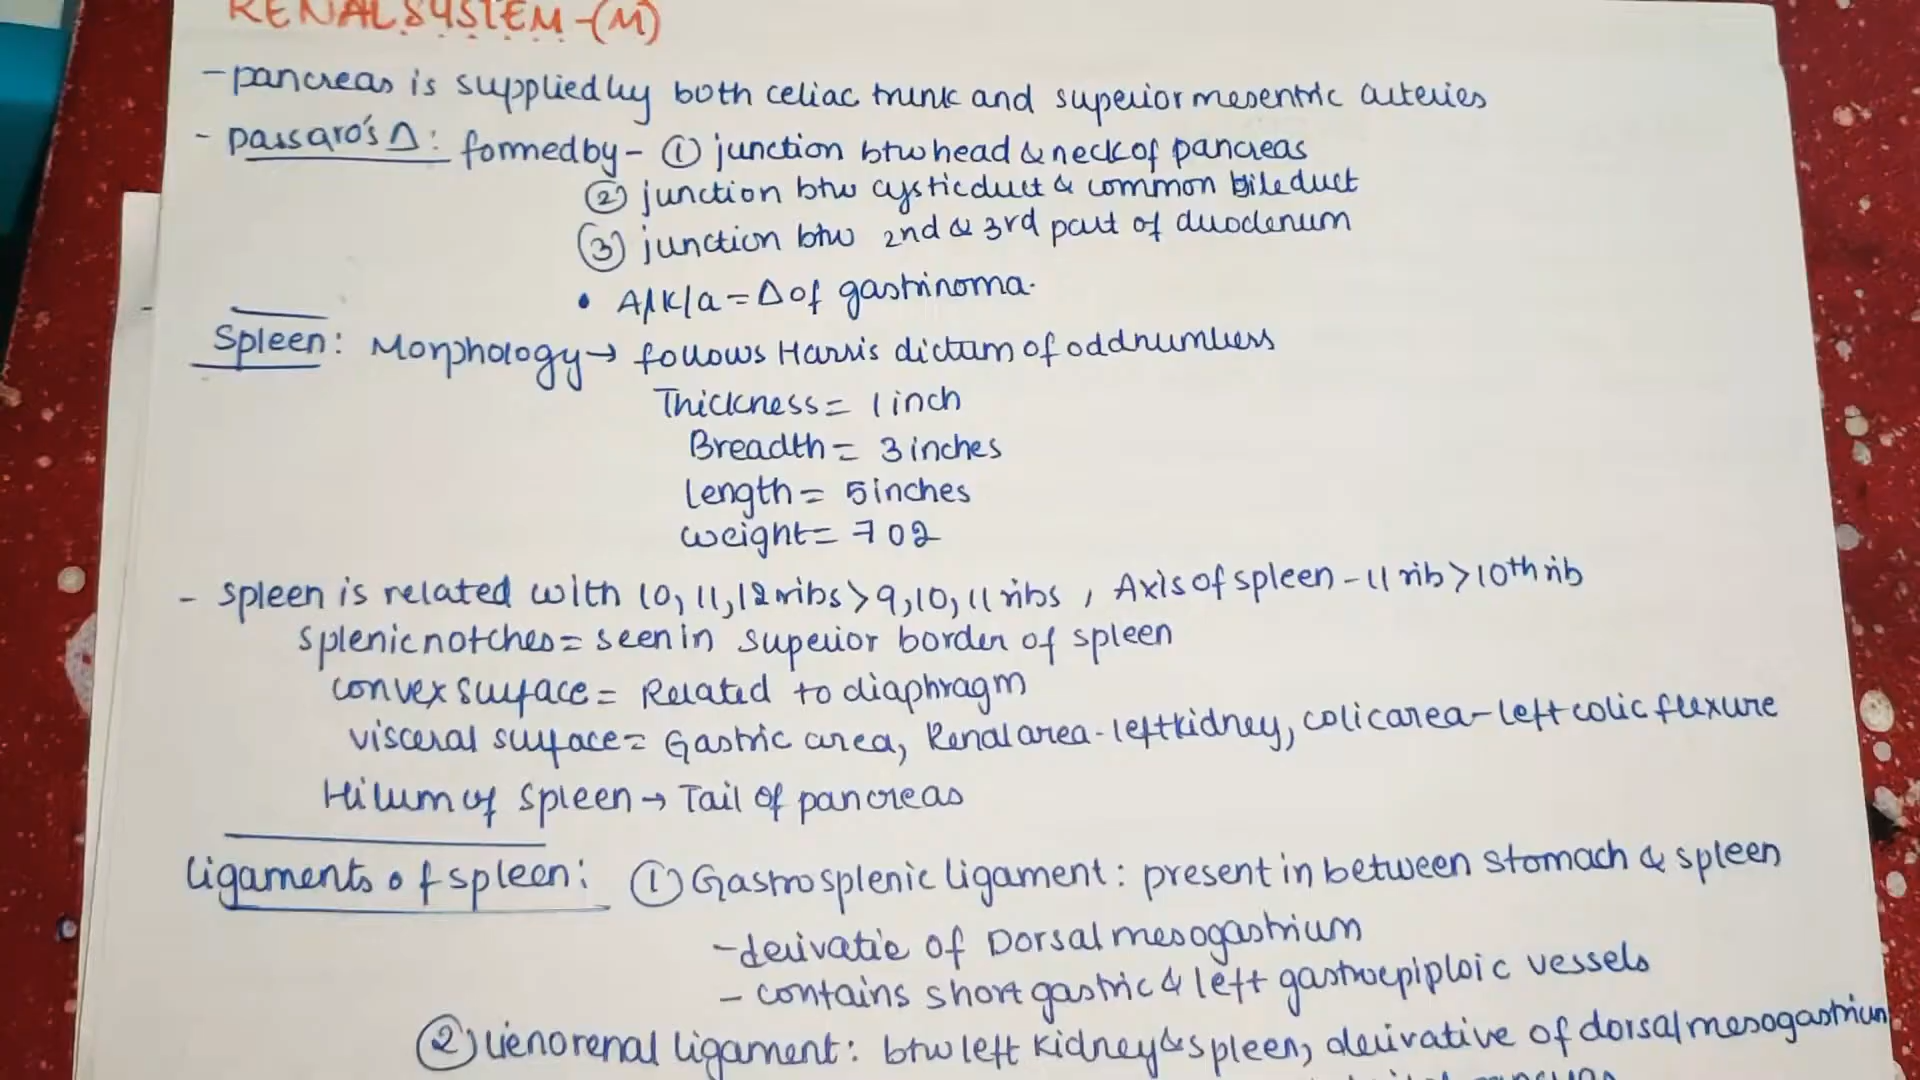 RENAL SYSTEM -(M)
- pancreas is supplied by both celiac trunk and superior mesentric arteries
- passaro's Δ: formed by - ① junction btw head & neck of pancreas
② junction btw cystic duct & common bile duct
③ junction btw 2nd & 3rd part of duodenum
• A/K/a = Δ of gastrinoma.
Spleen: Morphology → follows Harris dictum of odd numbers
Thickness = 1 inch
Breadth = 3 inches
length = 5 inches
weight = 7 oz
- spleen is related with 10, 11, 12 ribs > 9, 10, 11 ribs, Axis of spleen - 11 rib > 10th rib
splenic notches = seen in superior border of spleen
convex surface = Related to diaphragm
visceral surface = Gastric area, Renal area - left kidney, colic area - left colic flexure
Hilum of spleen → Tail of pancreas
ligaments of spleen: ① Gastrosplenic ligament: present in between stomach & spleen
- derivatie of Dorsal mesogastrium
- contains short gastric & left gastroepiploic vessels
② lienorenal ligament: btw left kidney & spleen, derivative of dorsal mesogastrium